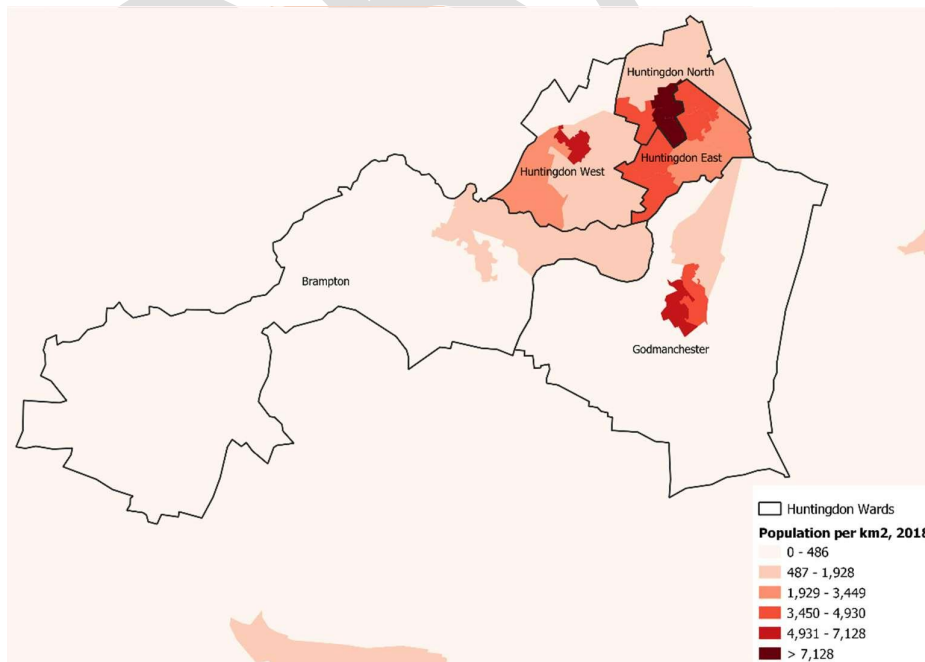 Huntingdon North
Huntingdon East
Huntingdon West
Brampton
Godmanchester
Huntingdon Wards
Population per km2, 2018
0 - 486
487 - 1,928
1,929 - 3,449
3,450 - 4,930
4,931 - 7,128
> 7,128